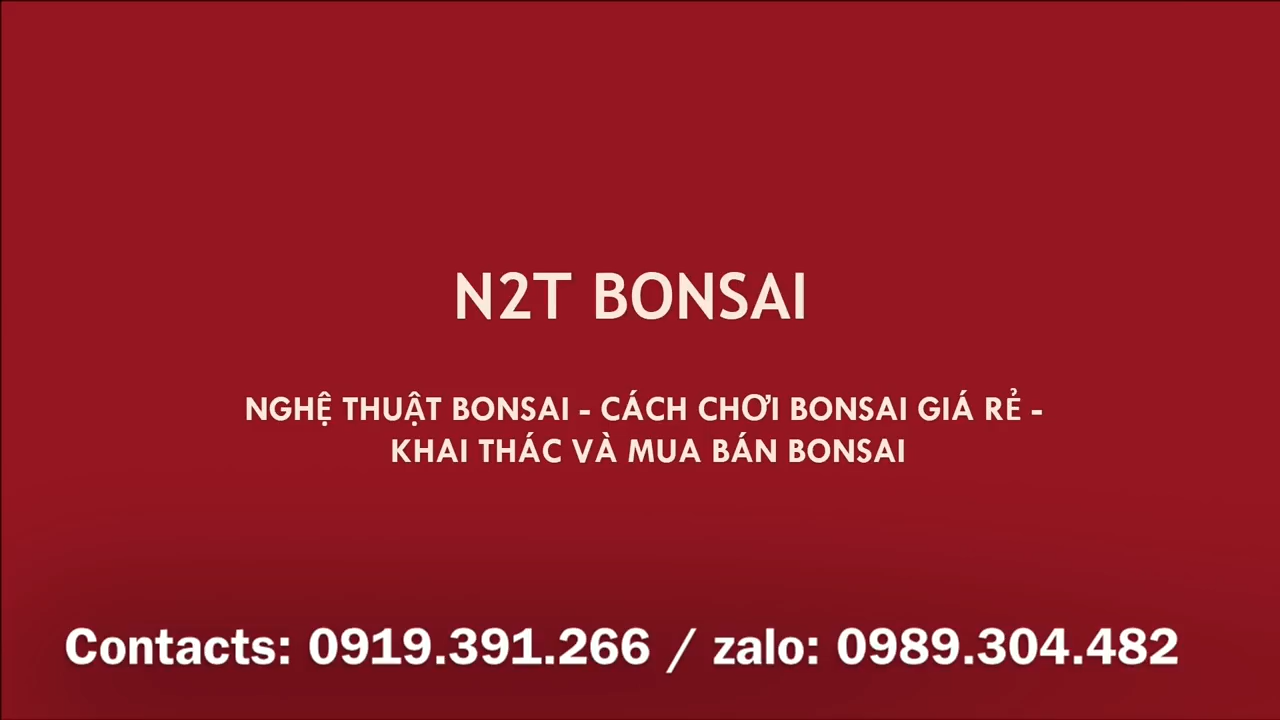 N2T BONSAI
NGHỆ THUẬT BONSAI - CÁCH CHƠI BONSAI GIÁ RẺ -
KHAI THÁC VÀ MUA BÁN BONSAI
Contacts: 0919.391.266 / zalo: 0989.304.482